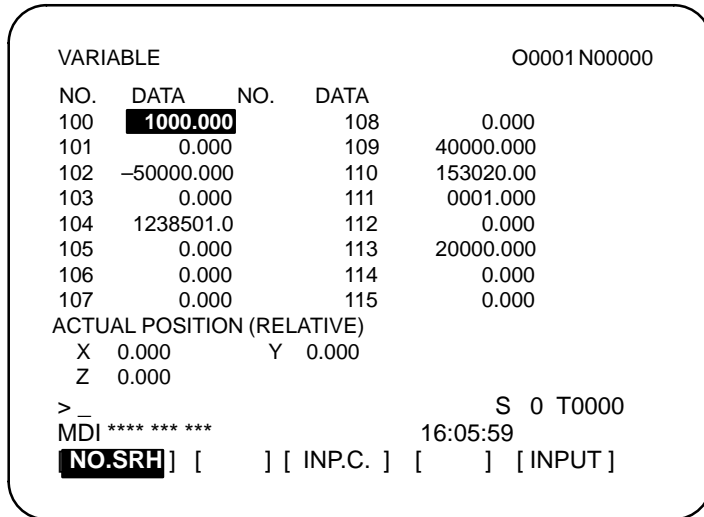 VARIABLE O0001 N00000
NO. DATA NO. DATA
100 1000.000 108 0.000
101 0.000 109 40000.000
102 –50000.000 110 153020.00
103 0.000 111 0001.000
104 1238501.0 112 0.000
105 0.000 113 20000.000
106 0.000 114 0.000
107 0.000 115 0.000
ACTUAL POSITION (RELATIVE)
X 0.000 Y 0.000
Z 0.000
> _ S 0 T0000
MDI **** *** *** 16:05:59
[ NO.SRH ] [ ] [ INP.C. ] [ ] [ INPUT ]